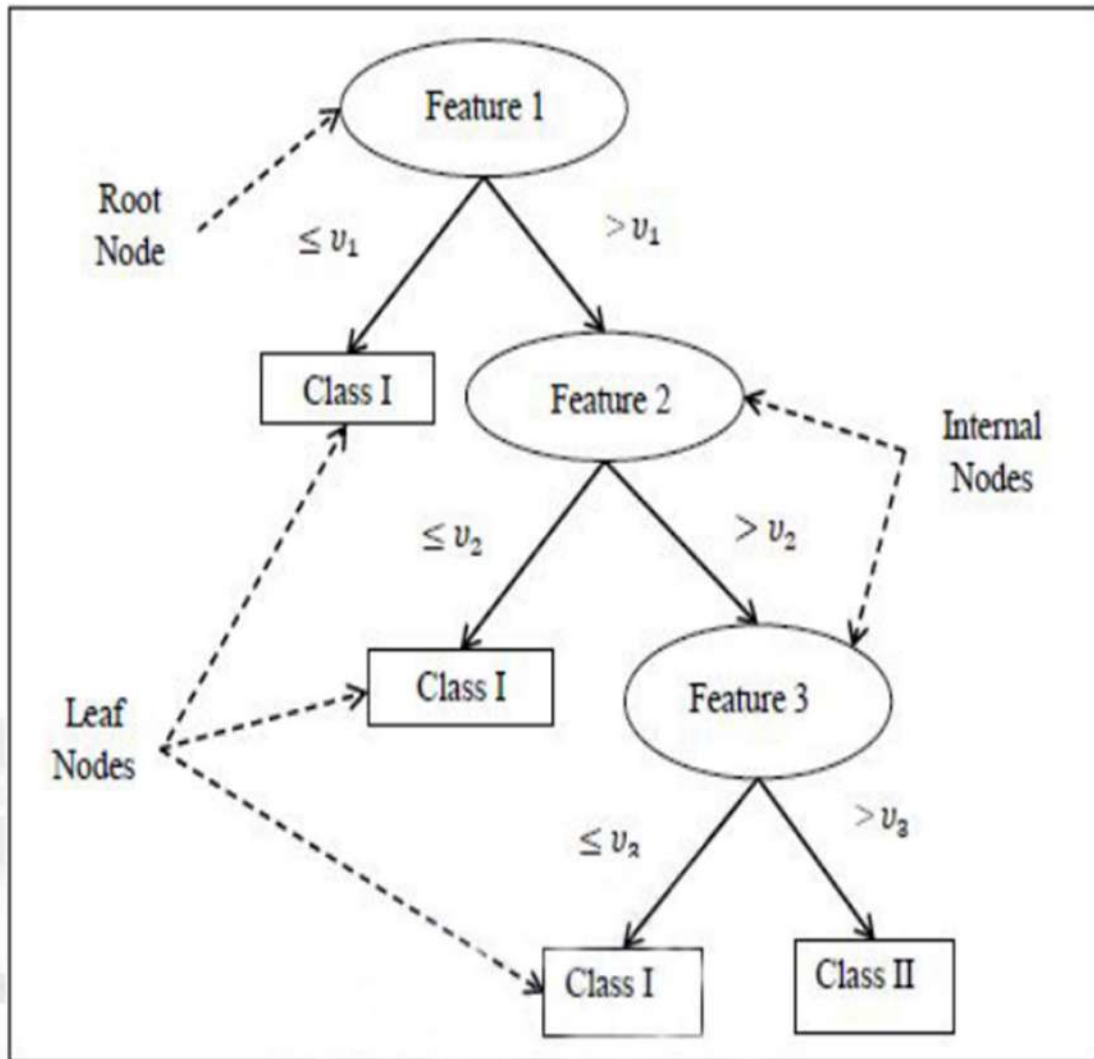 Feature 1
Root
Node
≤ v₁
> v₁
Class I
Feature 2
Internal
Nodes
≤ v₂
> v₂
Class I
Feature 3
Leaf
Nodes
≤ v₃
> v₃
Class I
Class II